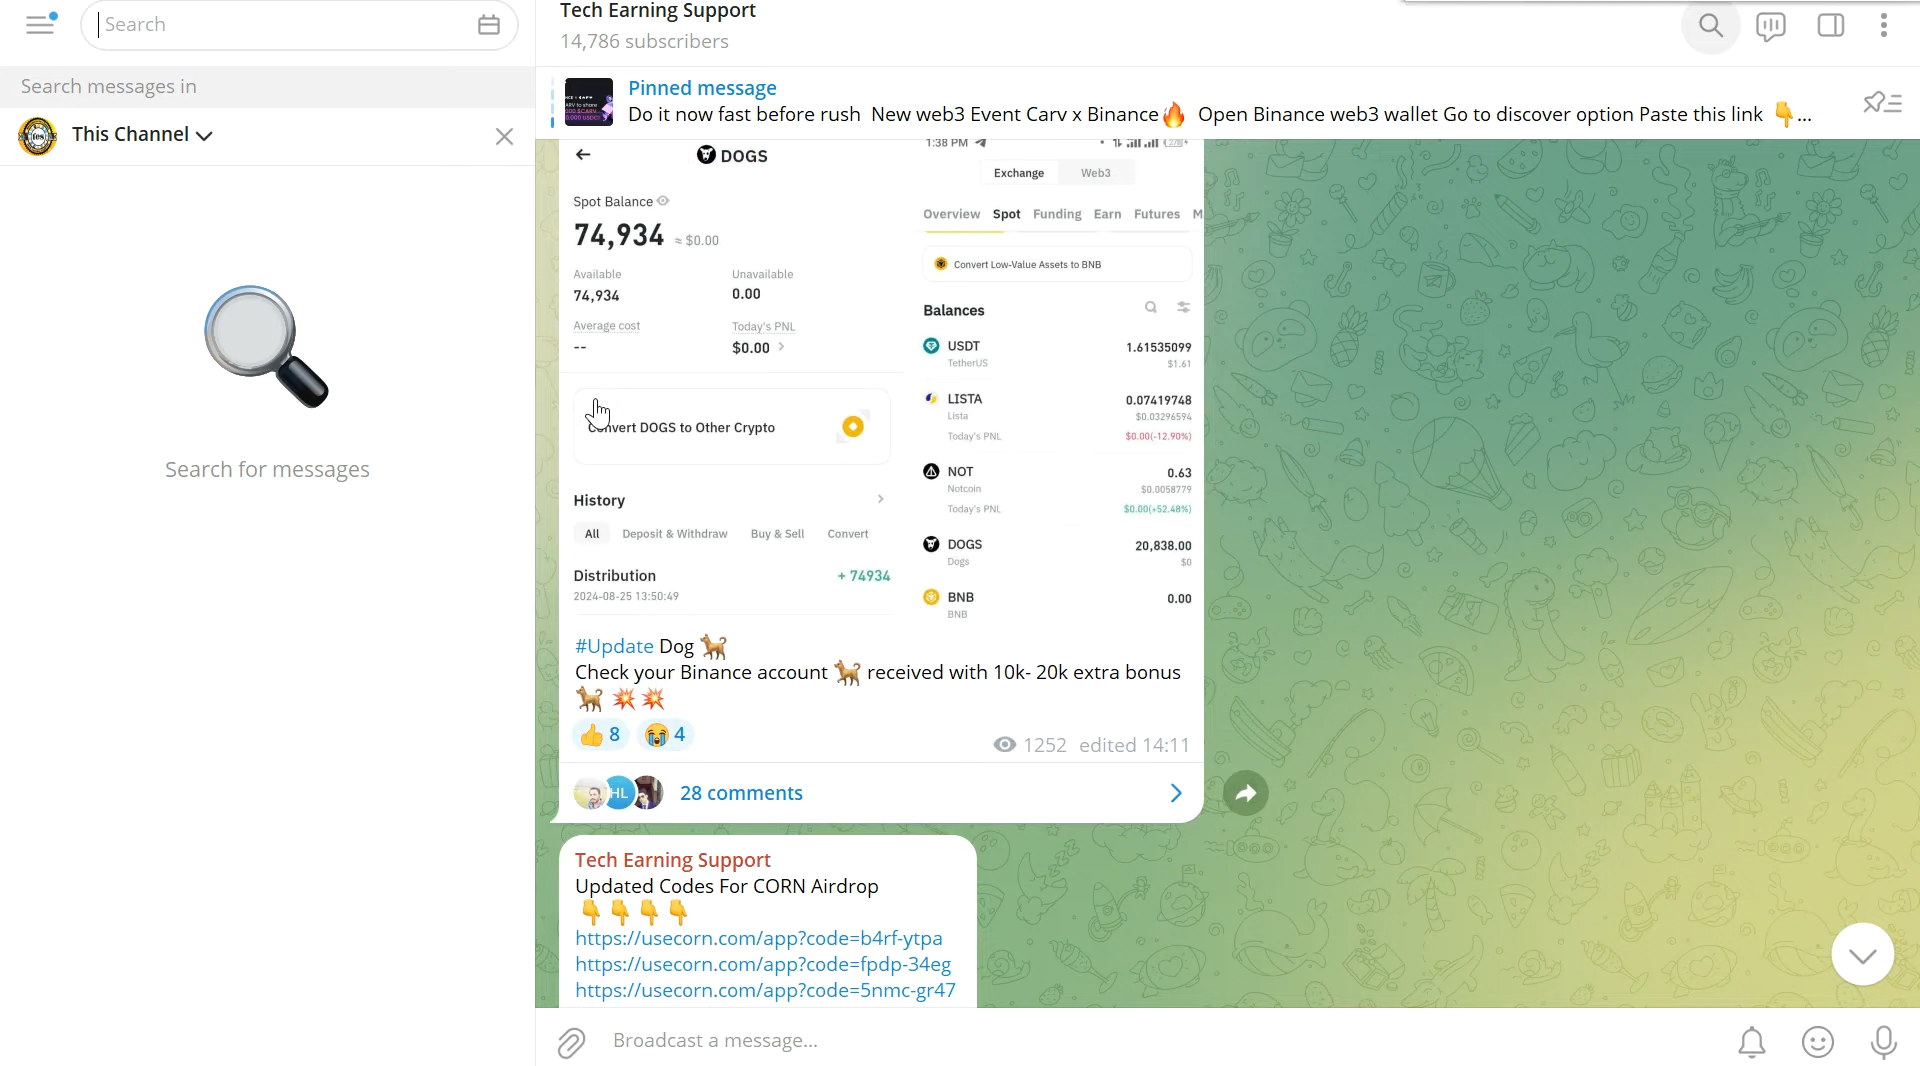 Search
Search messages in
This Channel
Search for messages
Tech Earning Support
14,786 subscribers
Pinned message
Do it now fast before rush New web3 Event Carv x Binance🔥 Open Binance web3 wallet Go to discover option Paste this link 👇...
DOGS
Spot Balance
74,934 ≈ $0.00
Available
Unavailable
74,934
0.00
Average cost
Today's PNL
--
$0.00
Convert DOGS to Other Crypto
History
All Deposit & Withdraw Buy & Sell Convert
Distribution + 74934
2024-08-25 13:50:49
1:38 PM
Exchange Web3
Overview Spot Funding Earn Futures M
Convert Low-Value Assets to BNB
Balances
USDT 1.61535099
TetherUS $1.61
LISTA 0.07419748
Lista $0.03296594
Today's PNL $0.00(-12.90%)
NOT 0.63
Notcoin $0.0058779
Today's PNL $0.00(+52.48%)
DOGS 20,838.00
Dogs $0
BNB 0.00
BNB
#Update Dog 🐕
Check your Binance account 🐕 received with 10k- 20k extra bonus
🐕 💥 💥
👍 8 😭 4
1252 edited 14:11
HL
28 comments
Tech Earning Support
Updated Codes For CORN Airdrop
👇 👇 👇 👇
https://usecorn.com/app?code=b4rf-ytpa
https://usecorn.com/app?code=fpdp-34eg
https://usecorn.com/app?code=5nmc-gr47
Broadcast a message...